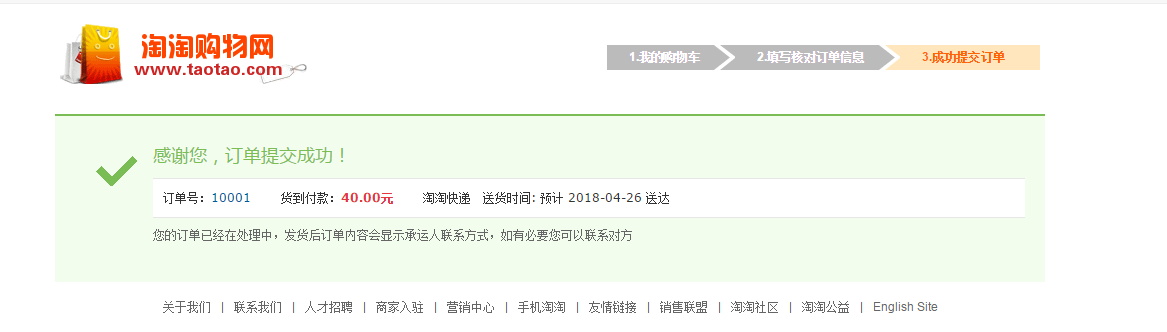 淘淘购物网
www.taotao.com
1.我的购物车 2.填写核对订单信息 3.成功提交订单
感谢您，订单提交成功！
订单号：10001 货到付款：40.00元 淘淘快递 送货时间: 预计 2018-04-26 送达
您的订单已经在处理中，发货后订单内容会显示承运人联系方式，如有必要您可以联系对方
关于我们 | 联系我们 | 人才招聘 | 商家入驻 | 营销中心 | 手机淘淘 | 友情链接 | 销售联盟 | 淘淘社区 | 淘淘公益 | English Site